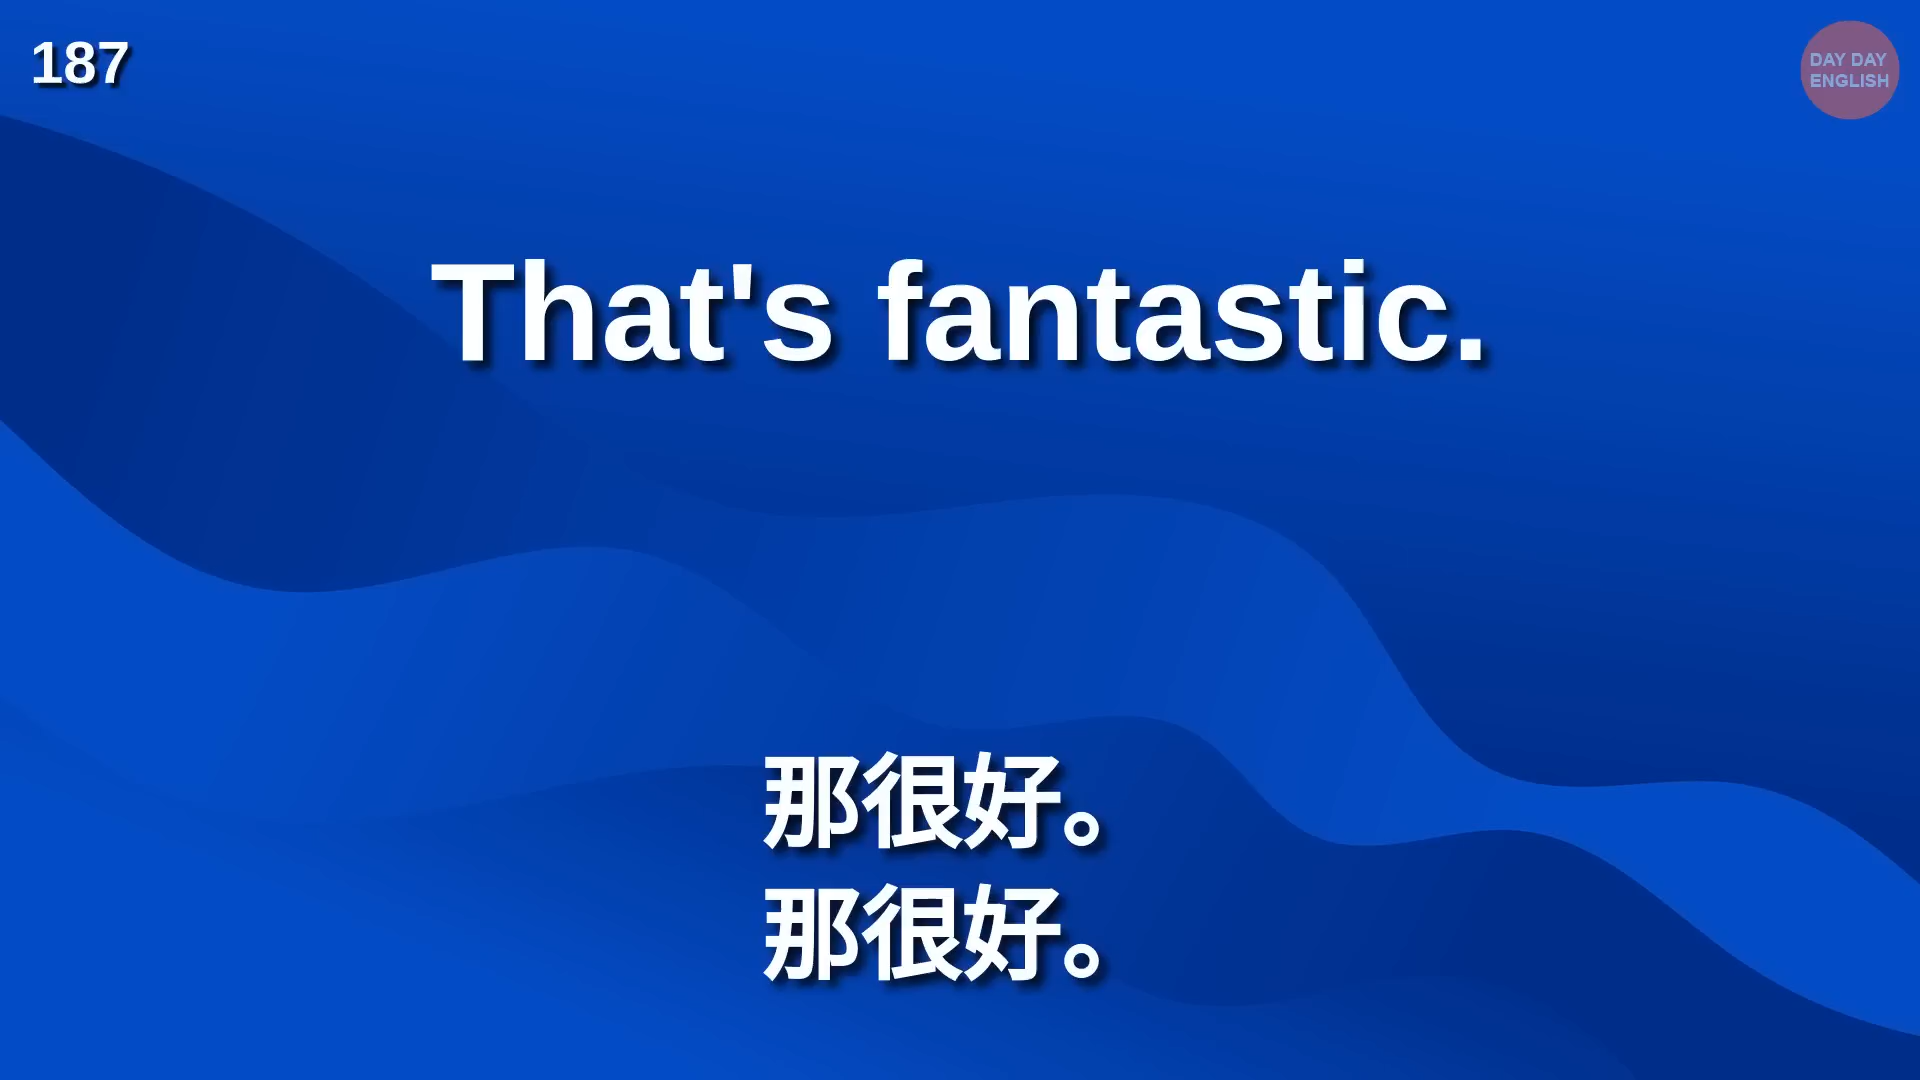 187
DAY DAY
ENGLISH
That's fantastic.
那很好。
那很好。